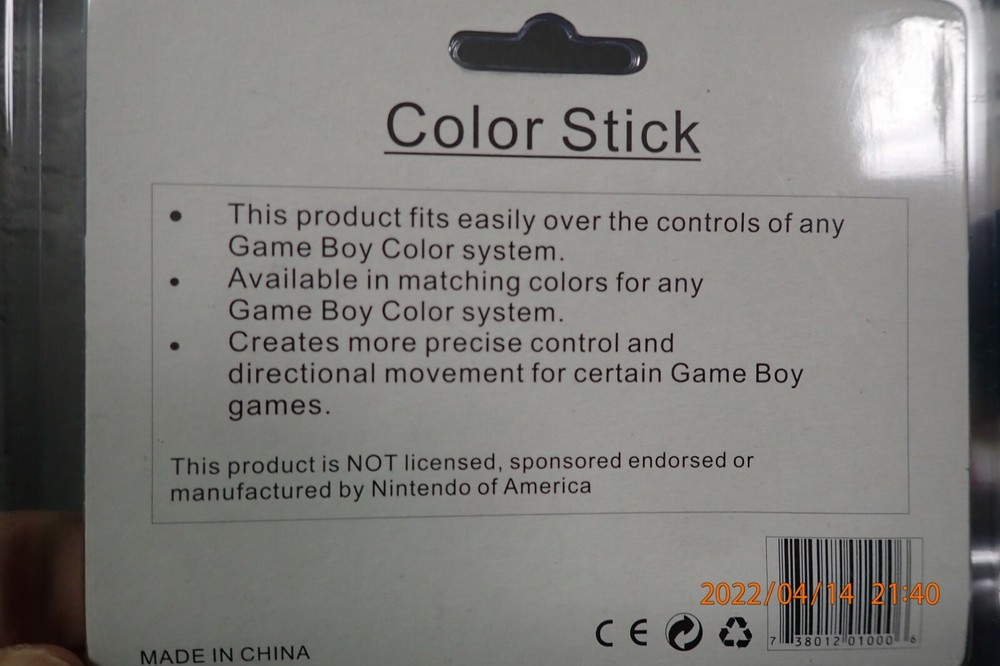 Color Stick
• This product fits easily over the controls of any
Game Boy Color system.
• Available in matching colors for any
Game Boy Color system.
• Creates more precise control and
directional movement for certain Game Boy
games.
This product is NOT licensed, sponsored endorsed or
manufactured by Nintendo of America
2022/04/14 21:40
CE
7 38012 01000 6
MADE IN CHINA